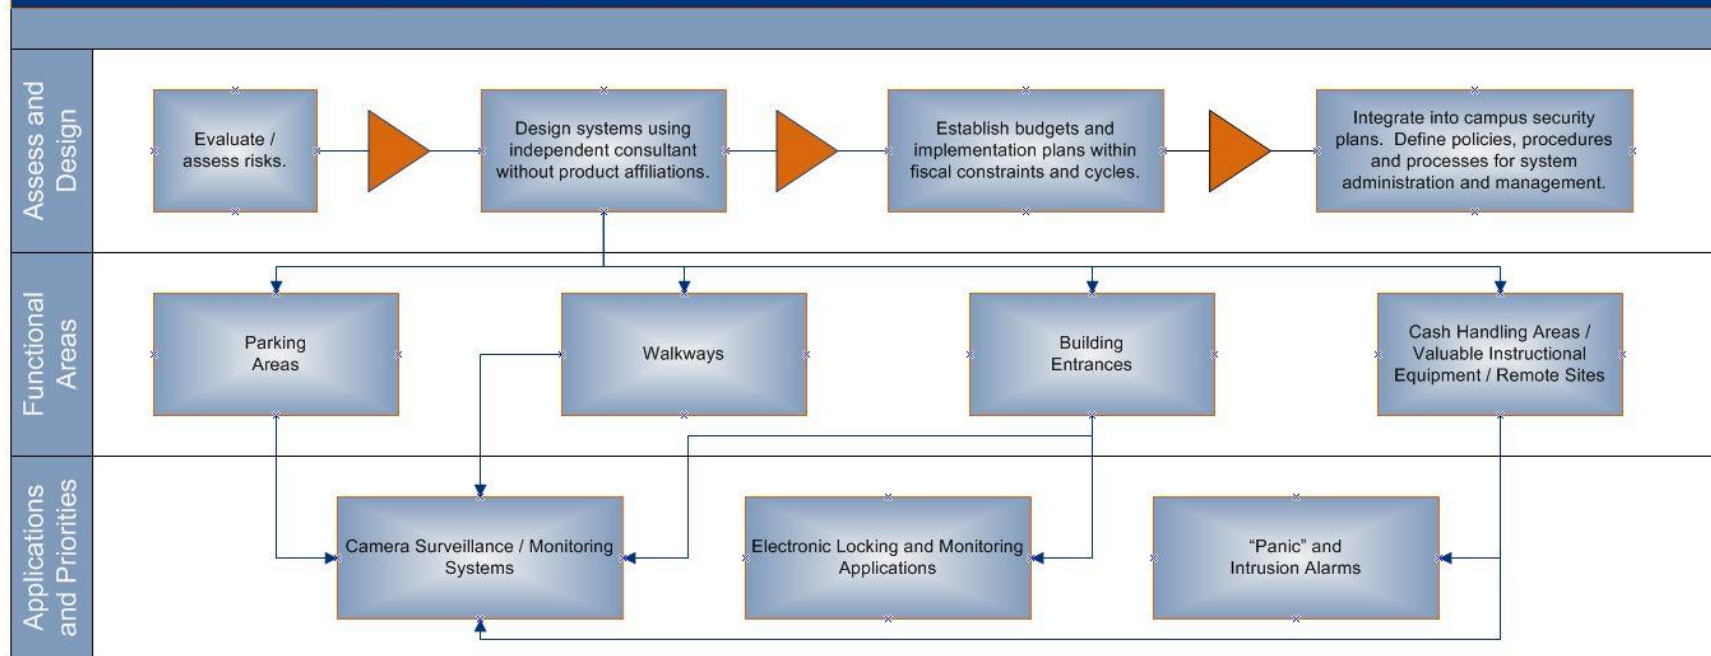 Assess and
Design
Evaluate /
assess risks.
Design systems using
independent consultant
without product affiliations.
Establish budgets and
implementation plans within
fiscal constraints and cycles.
Integrate into campus security
plans. Define policies, procedures
and processes for system
administration and management.
Functional
Areas
Parking
Areas
Walkways
Building
Entrances
Cash Handling Areas /
Valuable Instructional
Equipment / Remote Sites
Applications
and Priorities
Camera Surveillance / Monitoring
Systems
Electronic Locking and Monitoring
Applications
“Panic” and
Intrusion Alarms